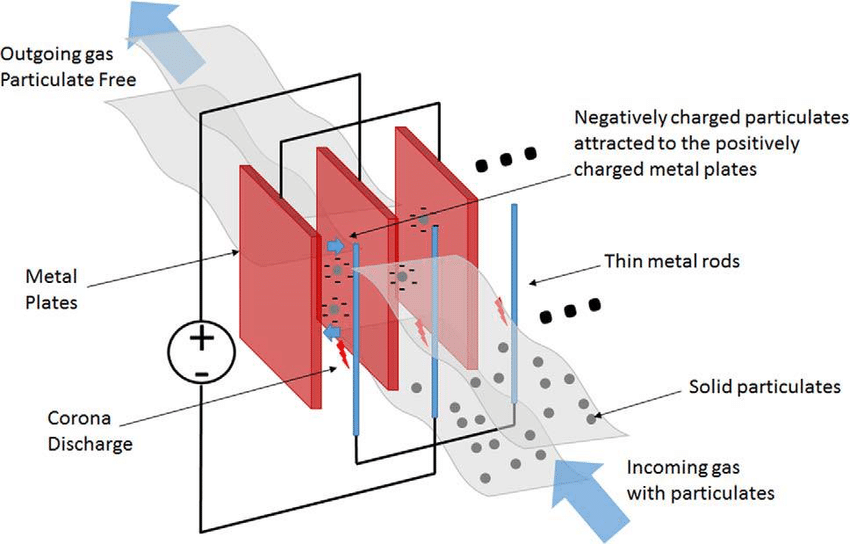 Outgoing gas
Particulate Free
Negatively charged particulates
attracted to the positively
charged metal plates
Metal
Plates
Thin metal rods
+
-
Corona
Discharge
Solid particulates
Incoming gas
with particulates